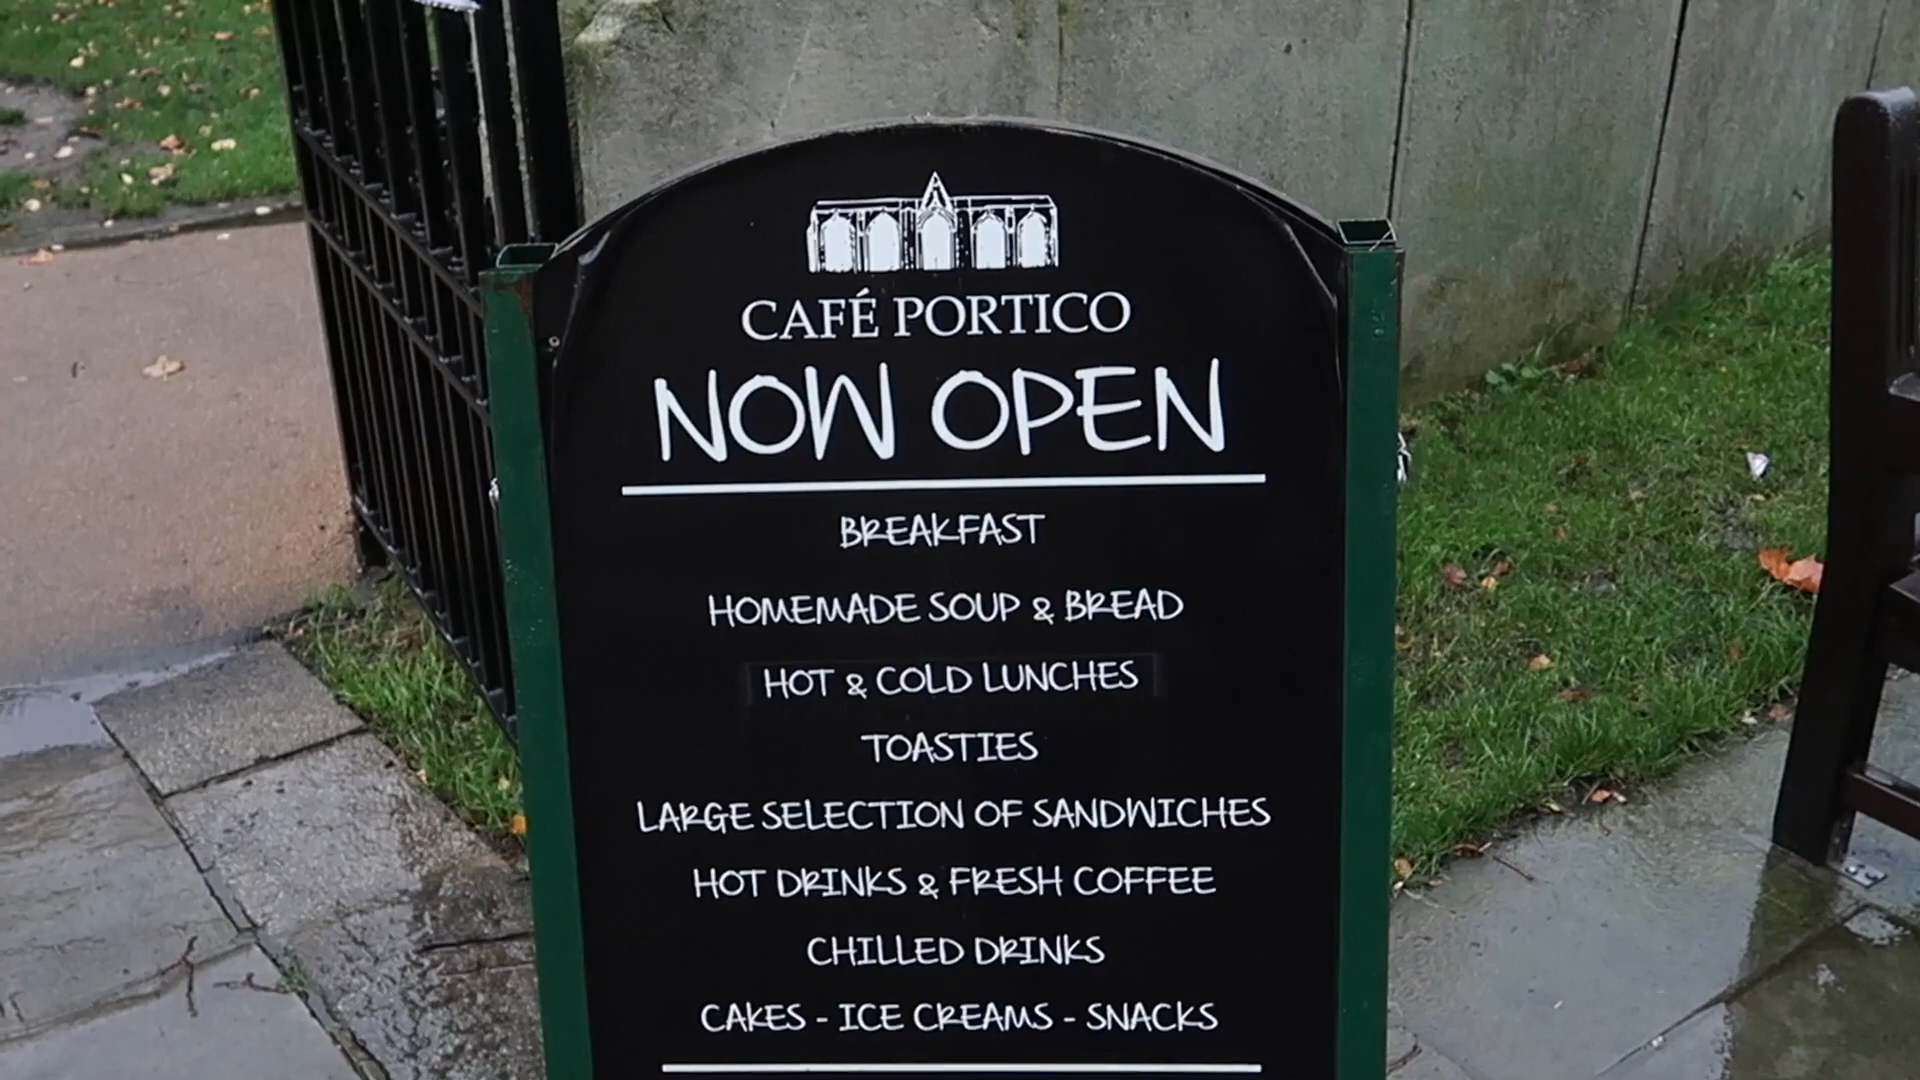 CAFÉ PORTICO
NOW OPEN
BREAKFAST
HOMEMADE SOUP & BREAD
HOT & COLD LUNCHES
TOASTIES
LARGE SELECTION OF SANDWICHES
HOT DRINKS & FRESH COFFEE
CHILLED DRINKS
CAKES - ICE CREAMS - SNACKS